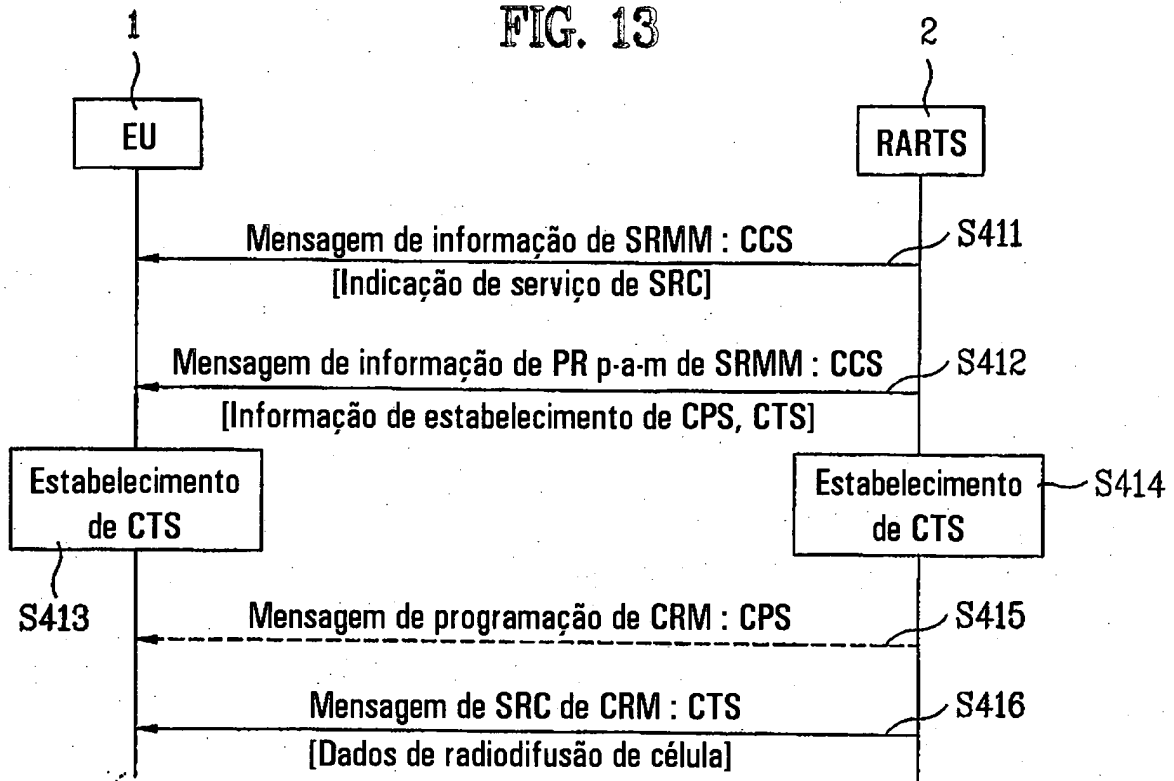 FIG. 13
1
2
EU
RARTS
Mensagem de informação de SRMM : CCS
S411
[Indicação de serviço de SRC]
Mensagem de informação de PR p-a-m de SRMM : CCS
S412
[Informação de estabelecimento de CPS, CTS]
Estabelecimento
de CTS
S413
Estabelecimento
de CTS
S414
Mensagem de programação de CRM : CPS
S415
Mensagem de SRC de CRM : CTS
S416
[Dados de radiodifusão de célula]